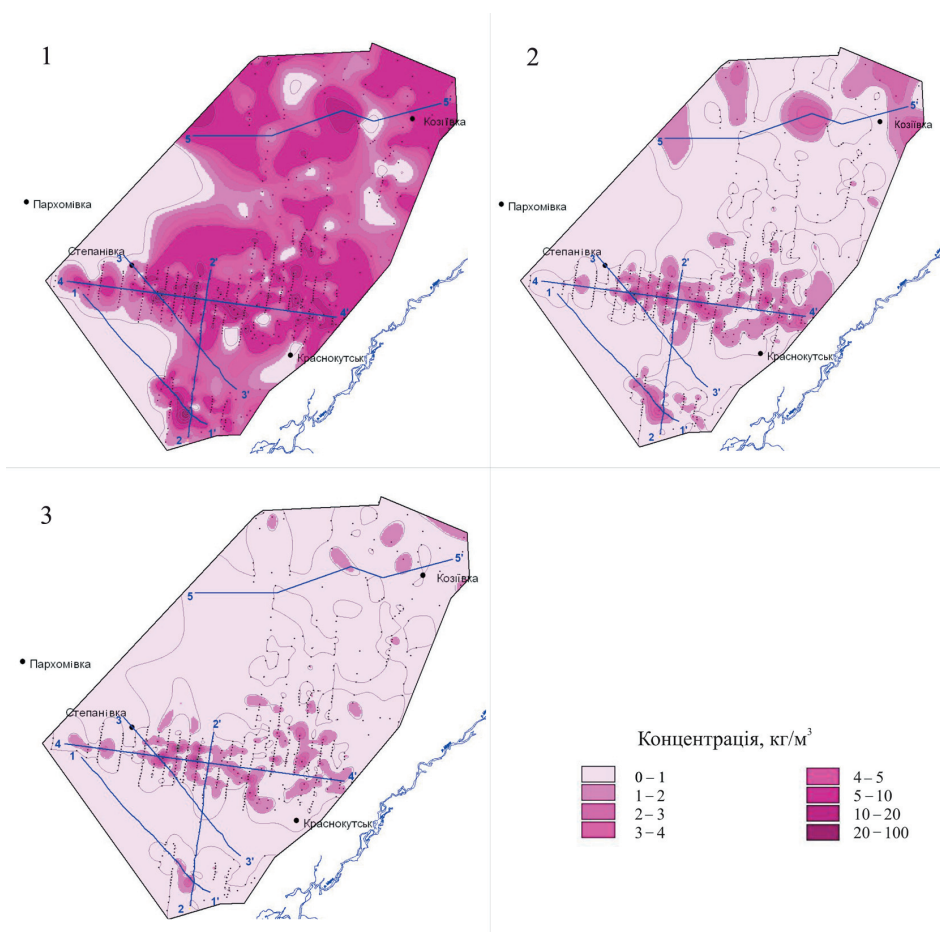 1
5'
Козіївка
5
Пархомівка
Степанівка
3
2'
4
1
4'
Краснокутськ
3'
2
1'
2
5'
Козіївка
5
Пархомівка
Степанівка
3
2'
4
1
4'
Краснокутськ
3'
2
1'
3
5'
Козіївка
5
Пархомівка
Степанівка
3
2'
4
1
4'
Краснокутськ
3'
2
1'
Концентрація, кг/м³
0 – 1
1 – 2
2 – 3
3 – 4
4 – 5
5 – 10
10 – 20
20 – 100